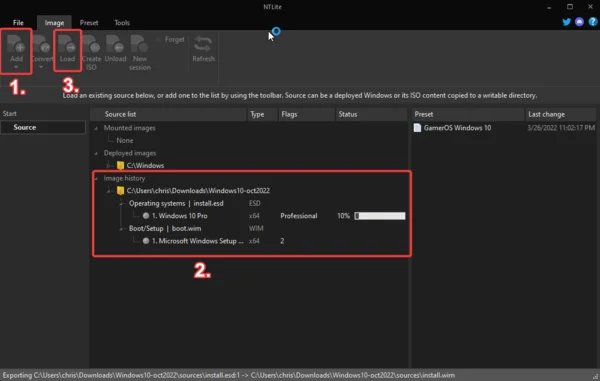 NTLite
File Image Preset Tools
Add Convert Load Create ISO Unload New session Forget Refresh
1. 3.
Load an existing source below, or add one to the list by using the toolbar. Source can be a deployed Windows or its ISO content copied to a writable directory.
Start Source list Type Flags Status Preset Last change
Source Mounted images GamerOS Windows 10 3/26/2022 11:02:17 PM
None
Deployed images
C:\Windows
Image history
C:\Users\chris\Downloads\Windows10-oct2022
Operating systems | install.esd ESD
1. Windows 10 Pro x64 Professional 10%
Boot/Setup | boot.wim WIM
1. Microsoft Windows Setup ... x64 2
2.
Exporting C:\Users\chris\Downloads\Windows10-oct2022\sources\install.esd:1 -> C:\Users\chris\Downloads\Windows10-oct2022\sources\install.wim